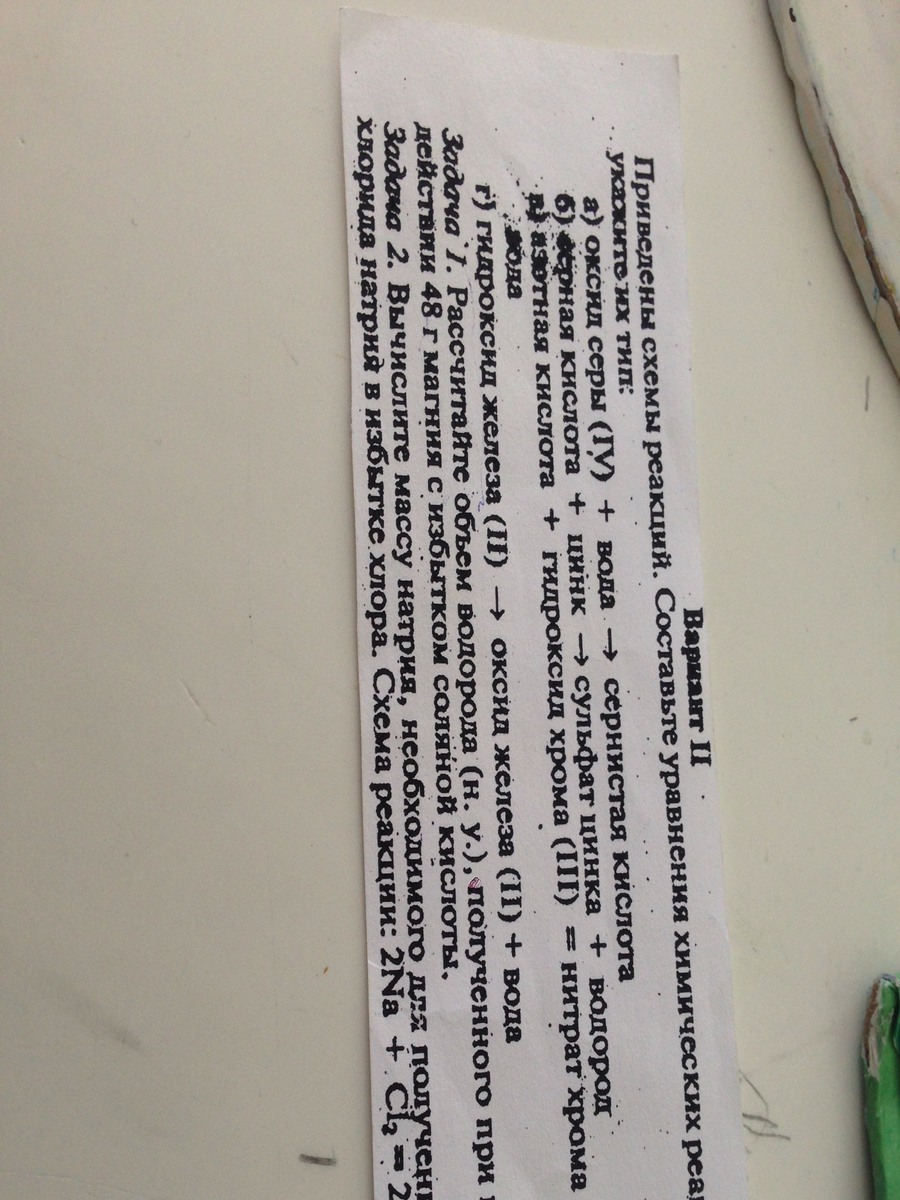 Вариант II
Приведены схемы реакций. Составьте уравнения химических
укажите их тип:
а) оксид серы (IV) + вода → сернистая кислота
б) серная кислота + цинк → сульфат цинка + водород
в) азотная кислота + гидроксид хрома (III) = нитрат хрома
вода
г) гидроксид железа (II) → оксид железа (II) + вода
Задача 1. Рассчитайте объем водорода (н. у.), полученного при
действии 48 г магния с избытком соляной кислоты.
Задача 2. Вычислите массу натрия, необходимого для
хлорида натрия в избытке хлора. Схема реакции: 2Na + Cl₂ = 2